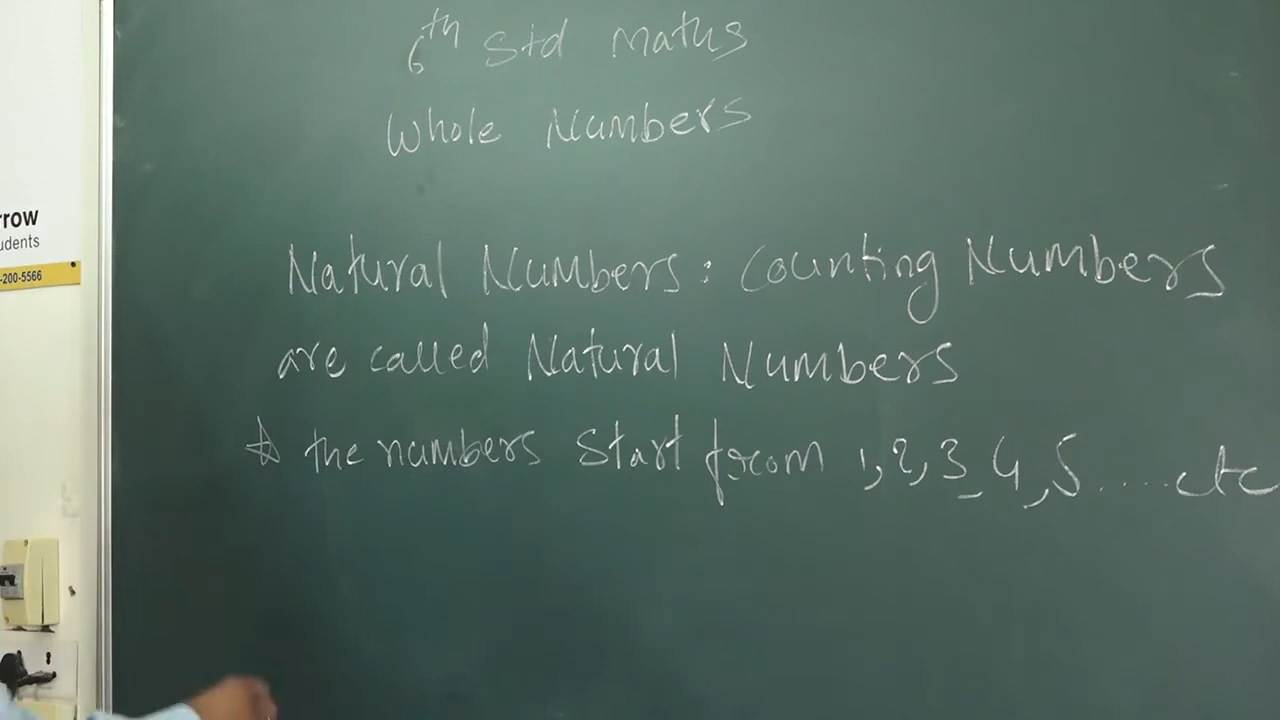 6th Std Maths
Whole Numbers
Natural Numbers: Counting Numbers
are called Natural Numbers
☆ the numbers start from 1,2,3,4,5.....etc
rrow
udents
-200-5566